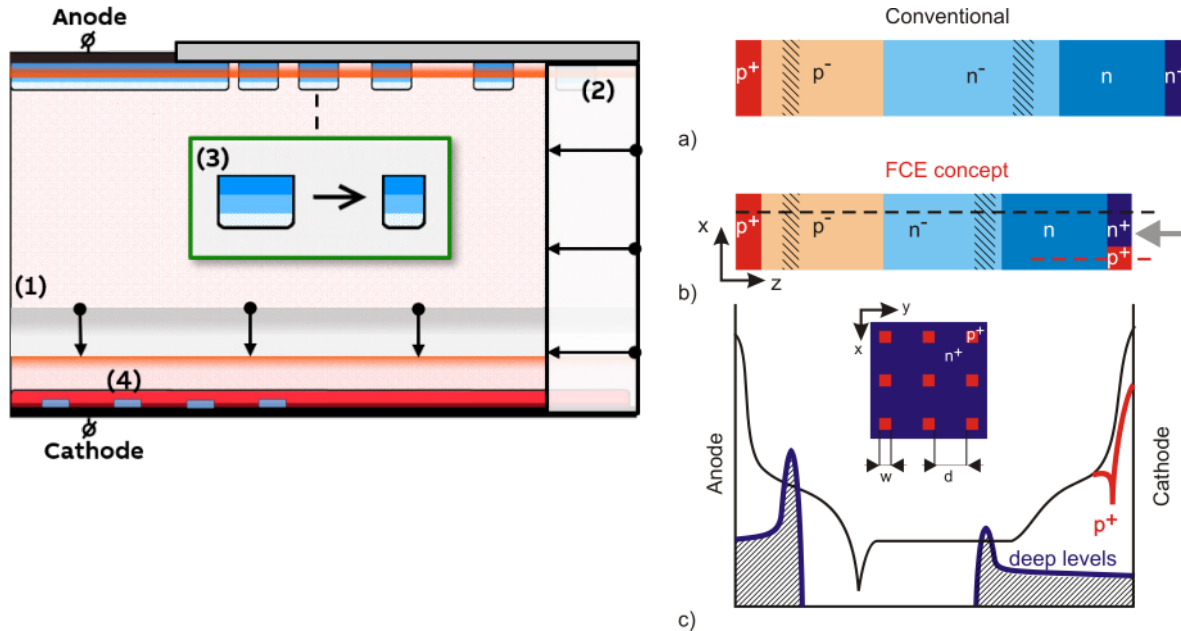 Anode
ø
(2)
(3)
(1)
(4)
ø
Cathode
Conventional
p+ p- n- n n+
a)
FCE concept
p+ p- n- n n+
p+
x
z
b)
y
x
p+
n+
w d
Anode
Cathode
p+
deep levels
c)